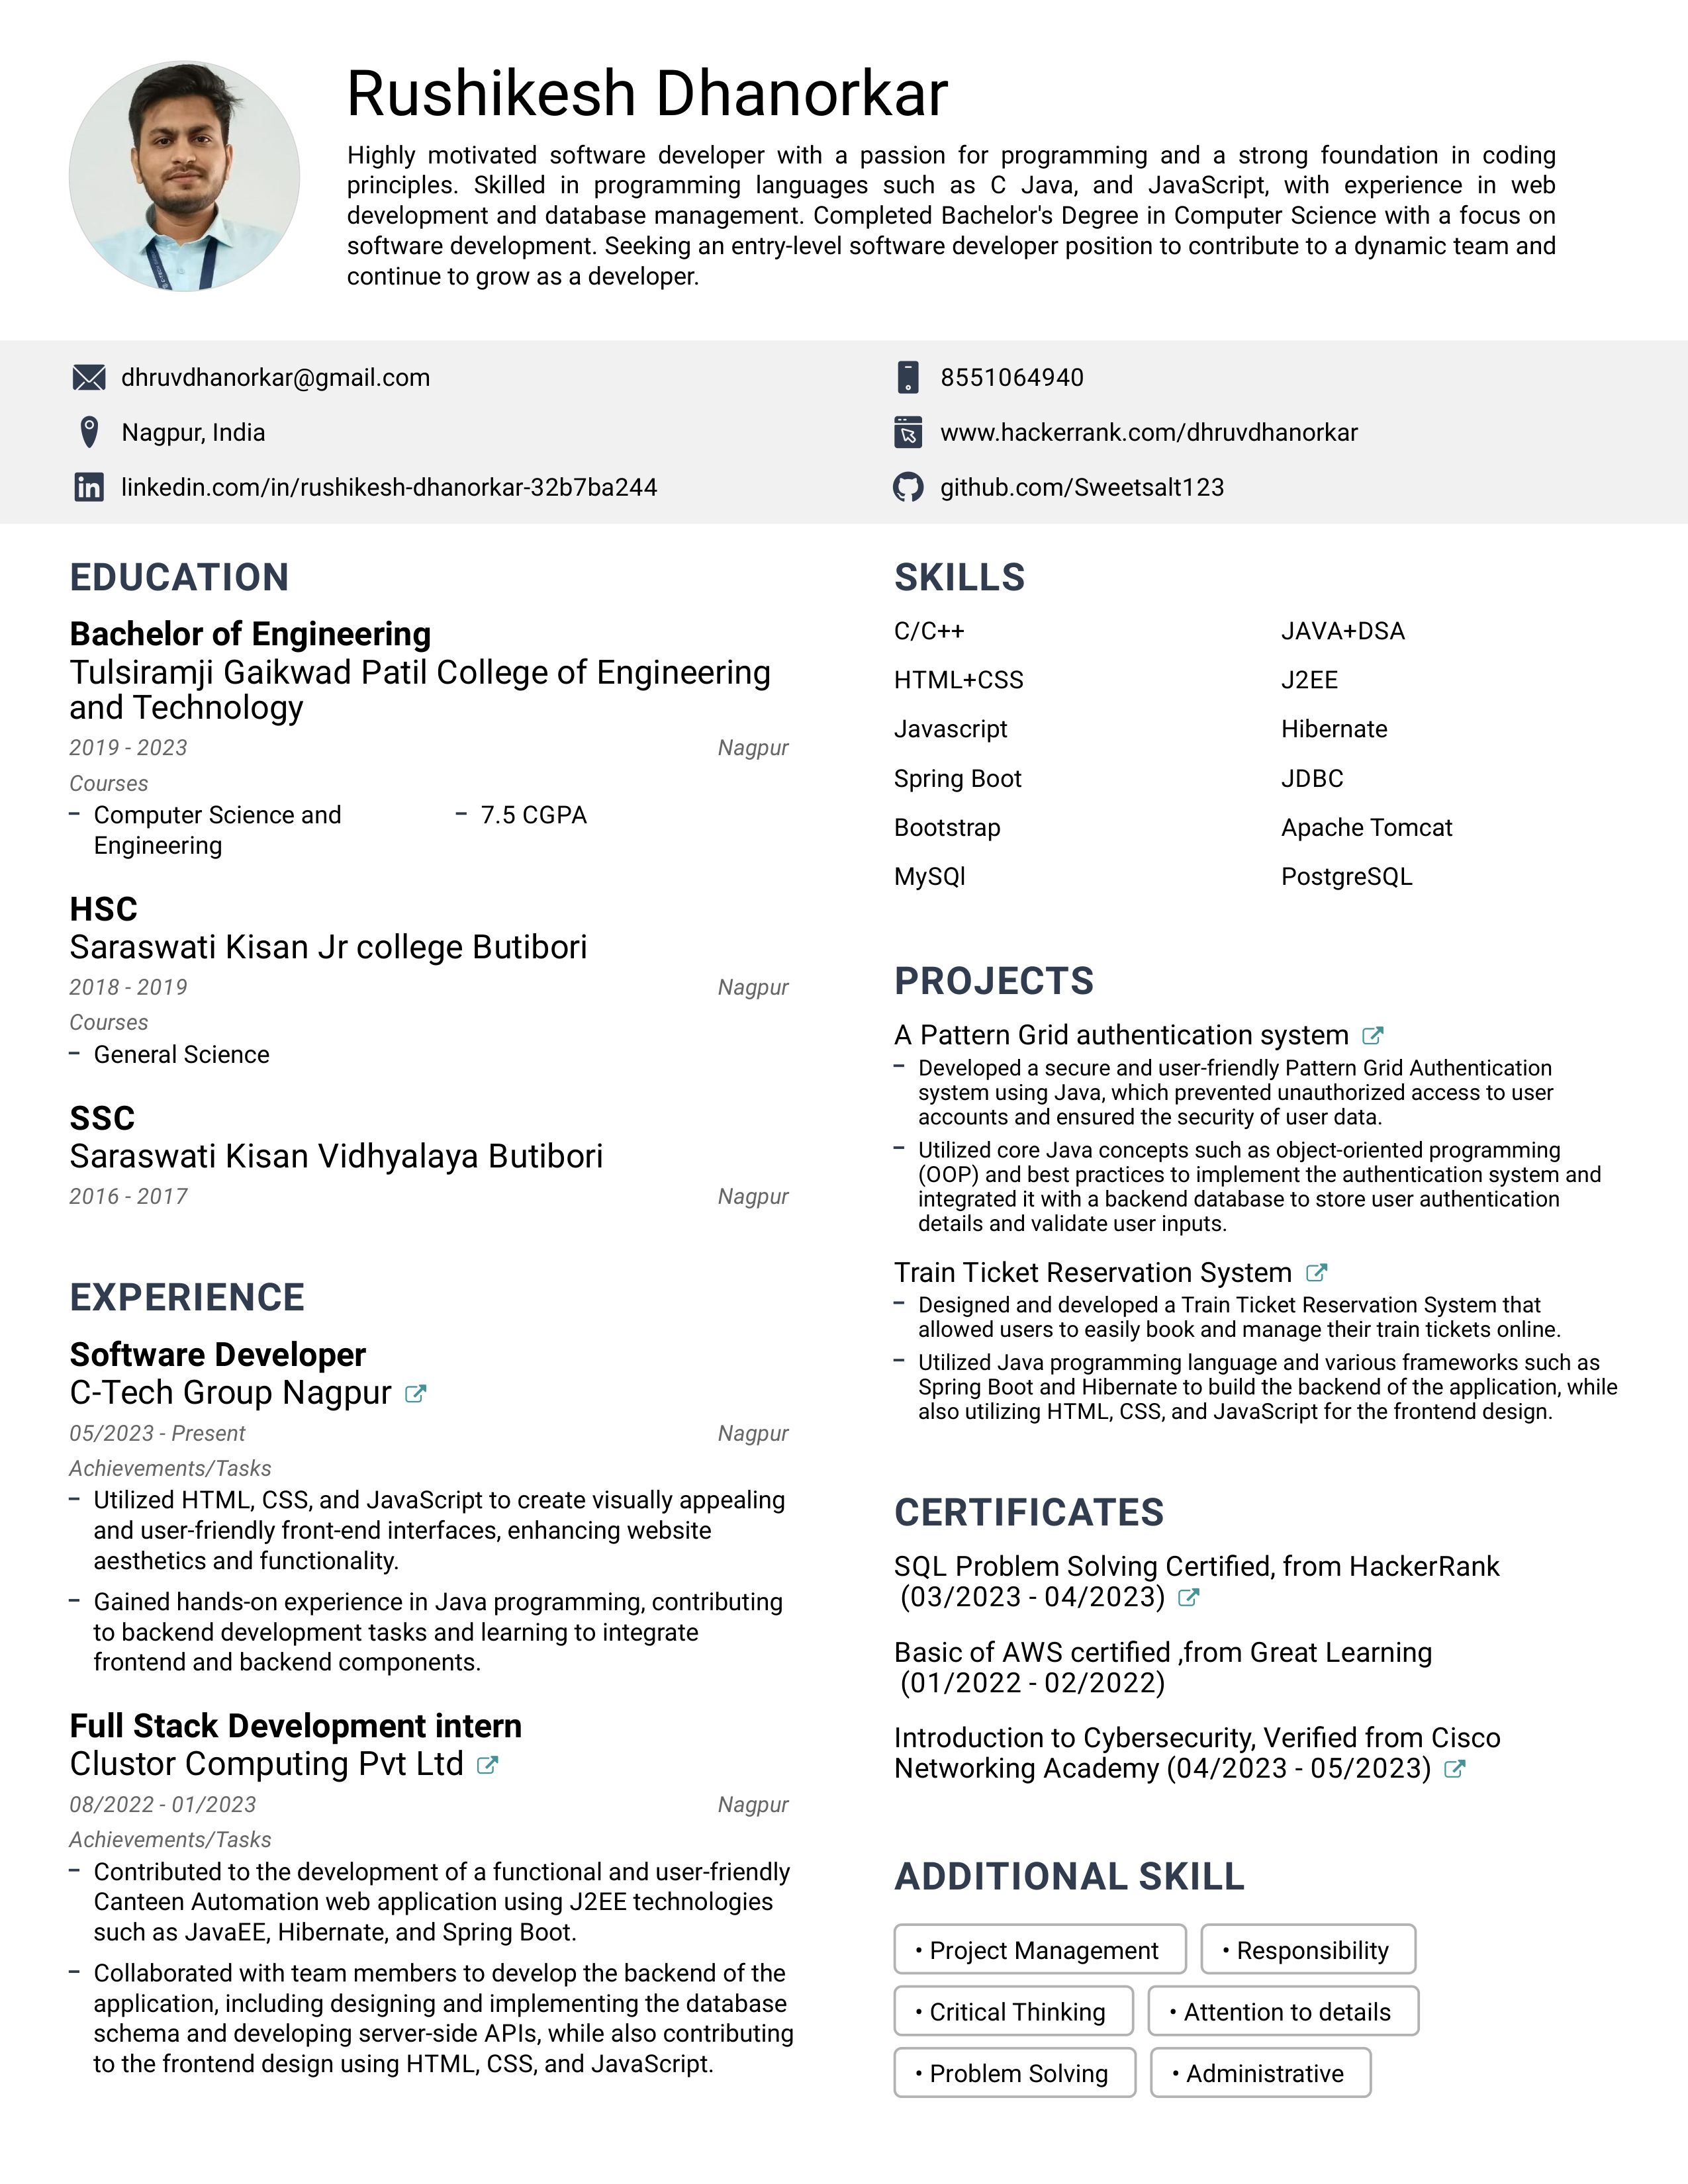 Rushikesh Dhanorkar
Highly motivated software developer with a passion for programming and a strong foundation in coding
principles. Skilled in programming languages such as C Java, and JavaScript, with experience in web
development and database management. Completed Bachelor's Degree in Computer Science with a focus on
software development. Seeking an entry-level software developer position to contribute to a dynamic team and
continue to grow as a developer.
dhruvdhanorkar@gmail.com
8551064940
Nagpur, India
www.hackerrank.com/dhruvdhanorkar
linkedin.com/in/rushikesh-dhanorkar-32b7ba244
github.com/Sweetsalt123
EDUCATION
Bachelor of Engineering
Tulsiramji Gaikwad Patil College of Engineering
and Technology
2019 - 2023 Nagpur
Courses
– Computer Science and
Engineering
– 7.5 CGPA
HSC
Saraswati Kisan Jr college Butibori
2018 - 2019 Nagpur
Courses
– General Science
SSC
Saraswati Kisan Vidhyalaya Butibori
2016 - 2017 Nagpur
EXPERIENCE
Software Developer
C-Tech Group Nagpur
05/2023 - Present Nagpur
Achievements/Tasks
– Utilized HTML, CSS, and JavaScript to create visually appealing
and user-friendly front-end interfaces, enhancing website
aesthetics and functionality.
– Gained hands-on experience in Java programming, contributing
to backend development tasks and learning to integrate
frontend and backend components.
Full Stack Development intern
Clustor Computing Pvt Ltd
08/2022 - 01/2023 Nagpur
Achievements/Tasks
– Contributed to the development of a functional and user-friendly
Canteen Automation web application using J2EE technologies
such as JavaEE, Hibernate, and Spring Boot.
– Collaborated with team members to develop the backend of the
application, including designing and implementing the database
schema and developing server-side APIs, while also contributing
to the frontend design using HTML, CSS, and JavaScript.
SKILLS
C/C++ JAVA+DSA
HTML+CSS J2EE
Javascript Hibernate
Spring Boot JDBC
Bootstrap Apache Tomcat
MySQl PostgreSQL
PROJECTS
A Pattern Grid authentication system
– Developed a secure and user-friendly Pattern Grid Authentication
system using Java, which prevented unauthorized access to user
accounts and ensured the security of user data.
– Utilized core Java concepts such as object-oriented programming
(OOP) and best practices to implement the authentication system and
integrated it with a backend database to store user authentication
details and validate user inputs.
Train Ticket Reservation System
– Designed and developed a Train Ticket Reservation System that
allowed users to easily book and manage their train tickets online.
– Utilized Java programming language and various frameworks such as
Spring Boot and Hibernate to build the backend of the application, while
also utilizing HTML, CSS, and JavaScript for the frontend design.
CERTIFICATES
SQL Problem Solving Certified, from HackerRank
(03/2023 - 04/2023)
Basic of AWS certified ,from Great Learning
(01/2022 - 02/2022)
Introduction to Cybersecurity, Verified from Cisco
Networking Academy (04/2023 - 05/2023)
ADDITIONAL SKILL
• Project Management • Responsibility
• Critical Thinking • Attention to details
• Problem Solving • Administrative